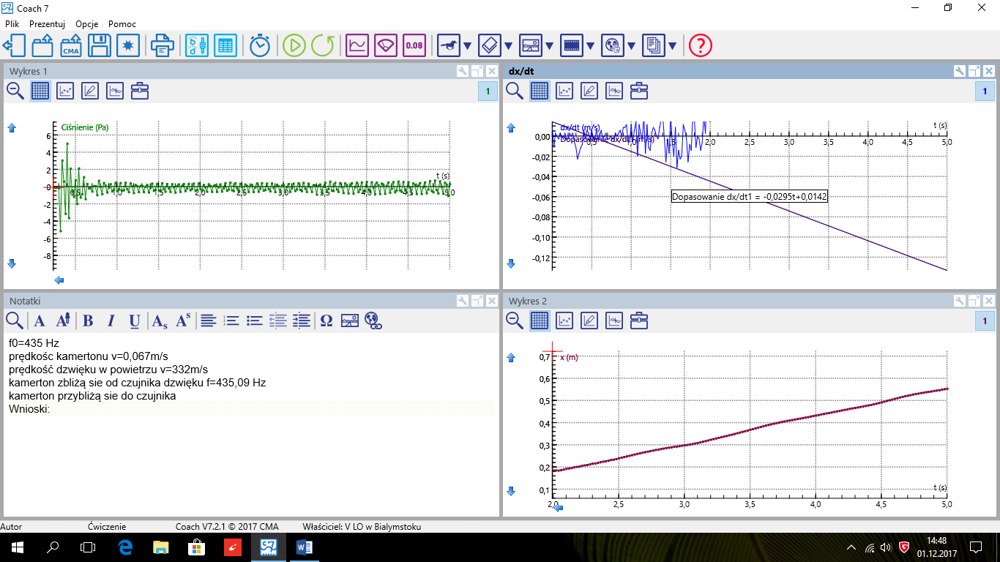 Coach 7
Plik Prezentuj Opcje Pomoc
CMA 0.08 ?
Wykres 1
1
Ciśnienie (Pa)
6
4
2
0
-2
-4
-6
-8
t (s)
0,5 1,0 1,5 2,0 2,5 3,0 3,5 4,0 4,5 5,0
dx/dt
1
dx/dt (m/s)
Dopasowanie dx/dt1 (m/s)
t (s)
0,00
-0,02
-0,04
-0,06
-0,08
-0,10
-0,12
0,5 1,0 1,5 2,0 2,5 3,0 3,5 4,0 4,5 5,0
Dopasowanie dx/dt1 = -0,0295t+0,0142
Notatki
A A B I U As As Ω
f0=435 Hz
prędkośc kamertonu v=0,067m/s
prędkość dzwięku w powietrzu v=332m/s
kamerton zbliżą sie od czujnika dzwięku f=435,09 Hz
kamerton przybliżą sie do czujnika
Wnioski:
Wykres 2
1
x (m)
0,7
0,6
0,5
0,4
0,3
0,2
0,1
t (s)
2,0 2,5 3,0 3,5 4,0 4,5 5,0
Autor Ćwiczenie Coach V7.2.1 © 2017 CMA Właściciel: V LO w Bialymstoku
14:48
01.12.2017